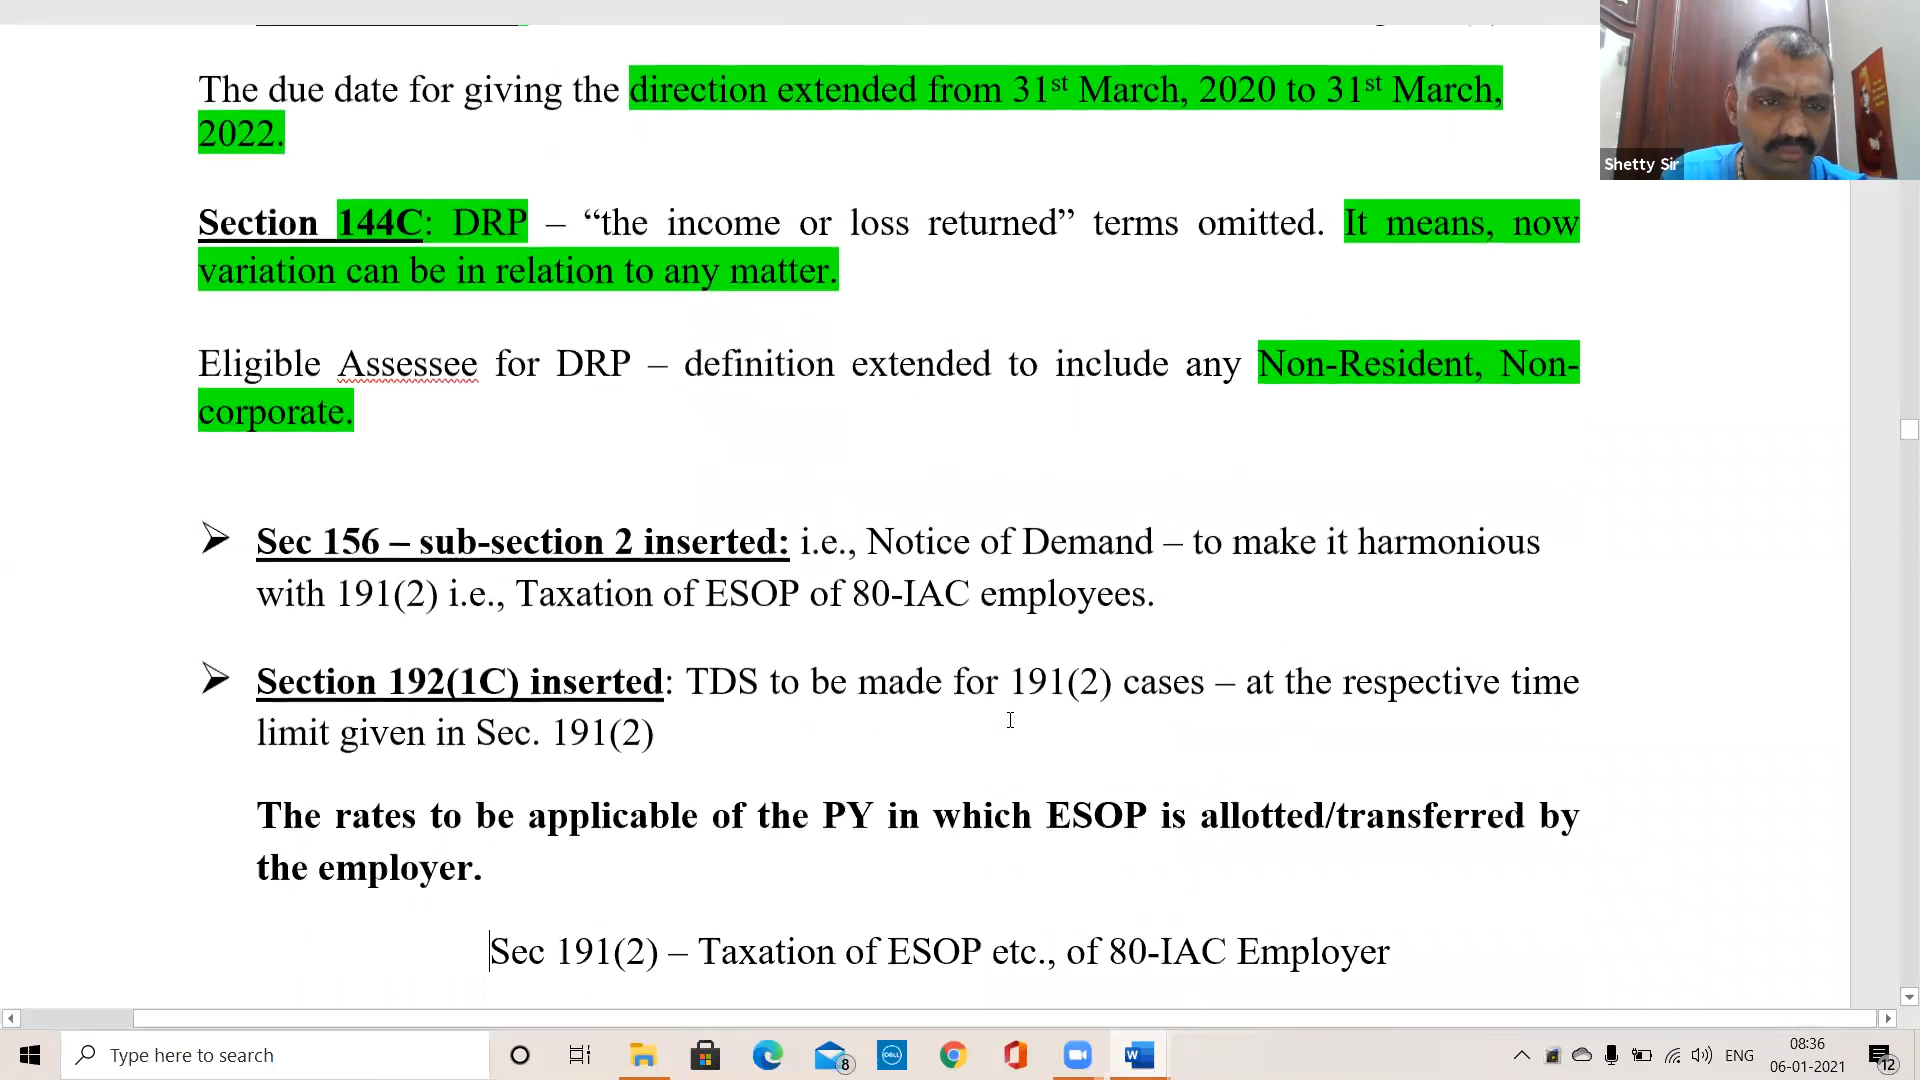 The due date for giving the direction extended from 31st March, 2020 to 31st March,
2022.
Shetty Sir
Section 144C: DRP – “the income or loss returned” terms omitted. It means, now
variation can be in relation to any matter.
Eligible Assessee for DRP – definition extended to include any Non-Resident, Non-
corporate.
➢ Sec 156 – sub-section 2 inserted: i.e., Notice of Demand – to make it harmonious
with 191(2) i.e., Taxation of ESOP of 80-IAC employees.
➢ Section 192(1C) inserted: TDS to be made for 191(2) cases – at the respective time
limit given in Sec. 191(2)
The rates to be applicable of the PY in which ESOP is allotted/transferred by
the employer.
Sec 191(2) – Taxation of ESOP etc., of 80-IAC Employer
Type here to search
8
DELL
W
ENG
08:36
06-01-2021
12